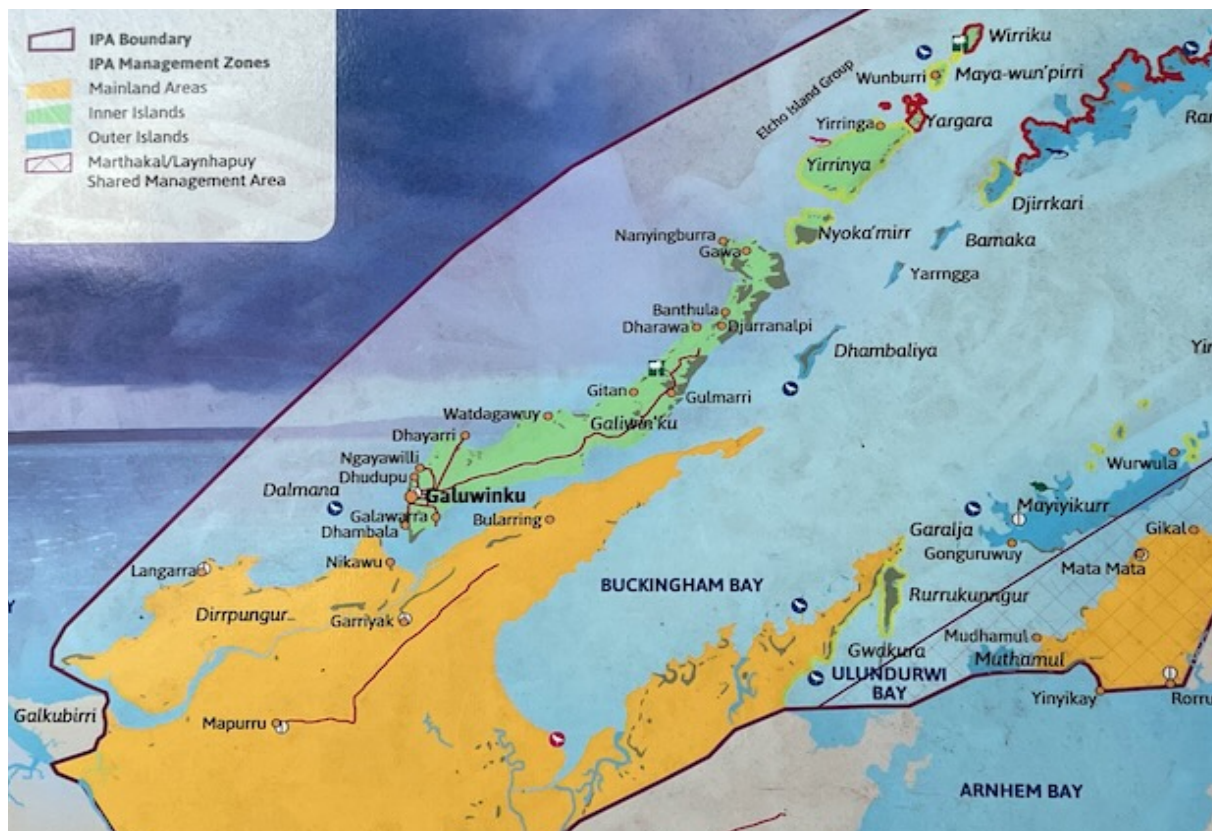 IPA Boundary
IPA Management Zones
Mainland Areas
Inner Islands
Outer Islands
Marthakal/Laynhapuy
Shared Management Area
Wirriku
Elcho Island Group
Wunburri
Maya-wun'pirri
Yirringa
Yargara
Yirrinya
Djirrkari
Nyoka'mirr
Bamaka
Nanyingburra
Gawa
Yarrngga
Banthula
Dharawa
Djurranalpi
Dhambaliya
Gitan
Gulmarri
Watdagawuy
Galiwin'ku
Dhayarri
Ngayawilli
Dhudupu
Wurwula
Dalmana
Galuwinku
Mayiyikurr
Galawarra
Bularring
Dhambala
Garalja
Gikal
Gonguruwuy
Nikawu
Langarra
Mata Mata
BUCKINGHAM BAY
Rurrukunngur
Dirrpungur
Garriyak
Mudhamul
Gwakura
Muthamul
ULUNDURWI
BAY
Yinyikay
Galkubirri
Mapurru
ARNHEM BAY